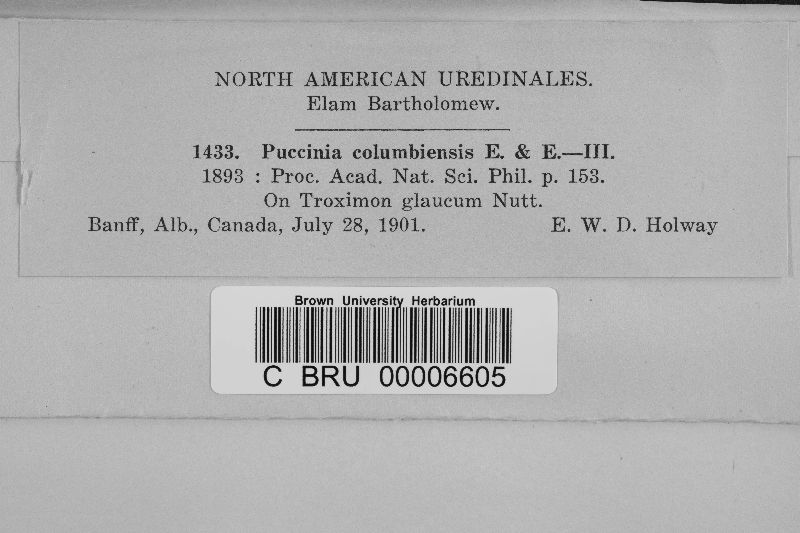 NORTH AMERICAN UREDINALES.
Elam Bartholomew.
1433. Puccinia columbiensis E. & E.—III.
1893 : Proc. Acad. Nat. Sci. Phil. p. 153.
On Troximon glaucum Nutt.
Banff, Alb., Canada, July 28, 1901. E. W. D. Holway
Brown University Herbarium
C BRU 00006605